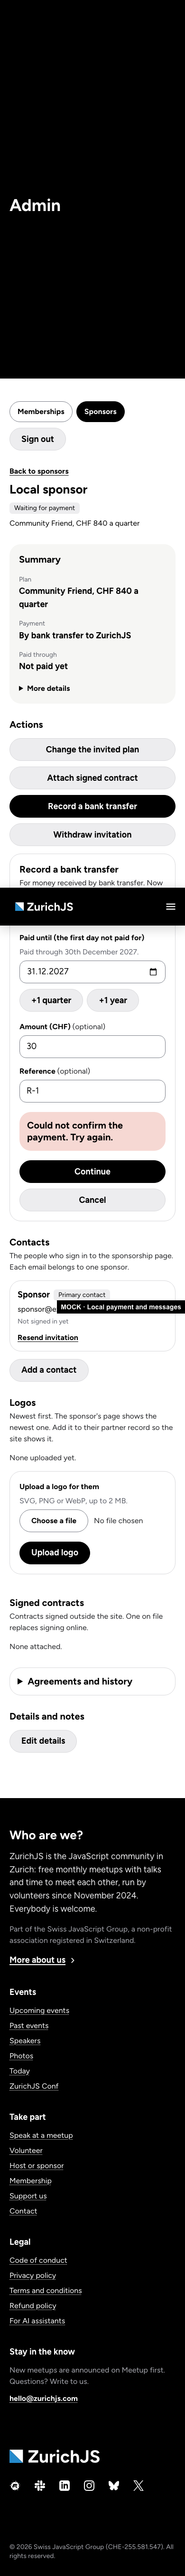 Admin
Memberships
Sponsors
Sign out
Back to sponsors
Local sponsor
Waiting for payment
Community Friend, CHF 840 a quarter
Summary
Plan
Community Friend, CHF 840 a
quarter
Payment
By bank transfer to ZurichJS
Paid through
Not paid yet
More details
Actions
Change the invited plan
Attach signed contract
Record a bank transfer
Withdraw invitation
Record a bank transfer
For money received by bank transfer. Now
ZurichJS
Paid until (the first day not paid for)
Paid through 30th December 2027.
31.12.2027
+1 quarter
+1 year
Amount (CHF) (optional)
30
Reference (optional)
R-1
Could not confirm the
payment. Try again.
Continue
Cancel
Contacts
The people who sign in to the sponsorship page.
Each email belongs to one sponsor.
Sponsor
Primary contact
sponsor@e
MOCK · Local payment and messages
Not signed in yet
Resend invitation
Add a contact
Logos
Newest first. The sponsor's page shows the
newest one. Add it to their partner record so the
site shows it.
None uploaded yet.
Upload a logo for them
SVG, PNG or WebP, up to 2 MB.
Choose a file
No file chosen
Upload logo
Signed contracts
Contracts signed outside the site. One on file
replaces signing online.
None attached.
Agreements and history
Details and notes
Edit details
Who are we?
ZurichJS is the JavaScript community in
Zurich: free monthly meetups with talks
and time to meet each other, run by
volunteers since November 2024.
Everybody is welcome.
Part of the Swiss JavaScript Group, a non-profit
association registered in Switzerland.
More about us
Events
Upcoming events
Past events
Speakers
Photos
Today
ZurichJS Conf
Take part
Speak at a meetup
Volunteer
Host or sponsor
Membership
Support us
Contact
Legal
Code of conduct
Privacy policy
Terms and conditions
Refund policy
For AI assistants
Stay in the know
New meetups are announced on Meetup first.
Questions? Write to us.
hello@zurichjs.com
ZurichJS
© 2026 Swiss JavaScript Group (CHE-255.581.547). All
rights reserved.